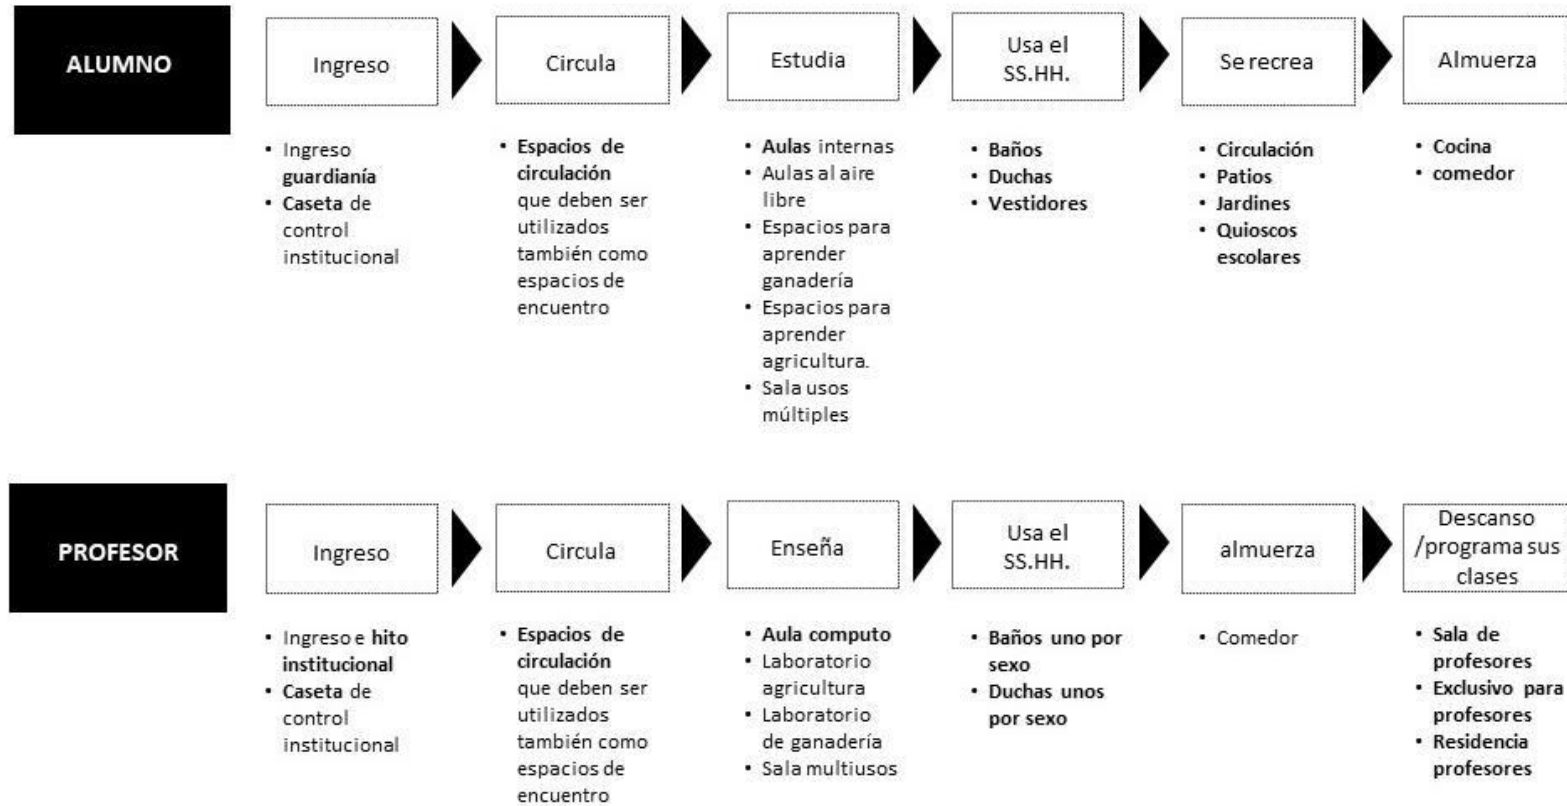 ALUMNO
Ingreso
Circula
Estudia
Usa el
SS.HH.
Se recrea
Almuerza
• Ingreso
guardianía
• Caseta de
control
institucional
• Espacios de
circulación
que deben ser
utilizados
también como
espacios de
encuentro
• Aulas internas
• Aulas al aire
libre
• Espacios para
aprender
ganadería
• Espacios para
aprender
agricultura.
• Sala usos
múltiples
• Baños
• Duchas
• Vestidores
• Circulación
• Patios
• Jardines
• Quioscos
escolares
• Cocina
• comedor
PROFESOR
Ingreso
Circula
Enseña
Usa el
SS.HH.
almuerza
Descanso
/programa sus
clases
• Ingreso e hito
institucional
• Caseta de
control
institucional
• Espacios de
circulación
que deben ser
utilizados
también como
espacios de
encuentro
• Aula computo
• Laboratorio
agricultura
• Laboratorio
de ganadería
• Sala multiusos
• Baños uno por
sexo
• Duchas unos
por sexo
• Comedor
• Sala de
profesores
• Exclusivo para
profesores
• Residencia
profesores